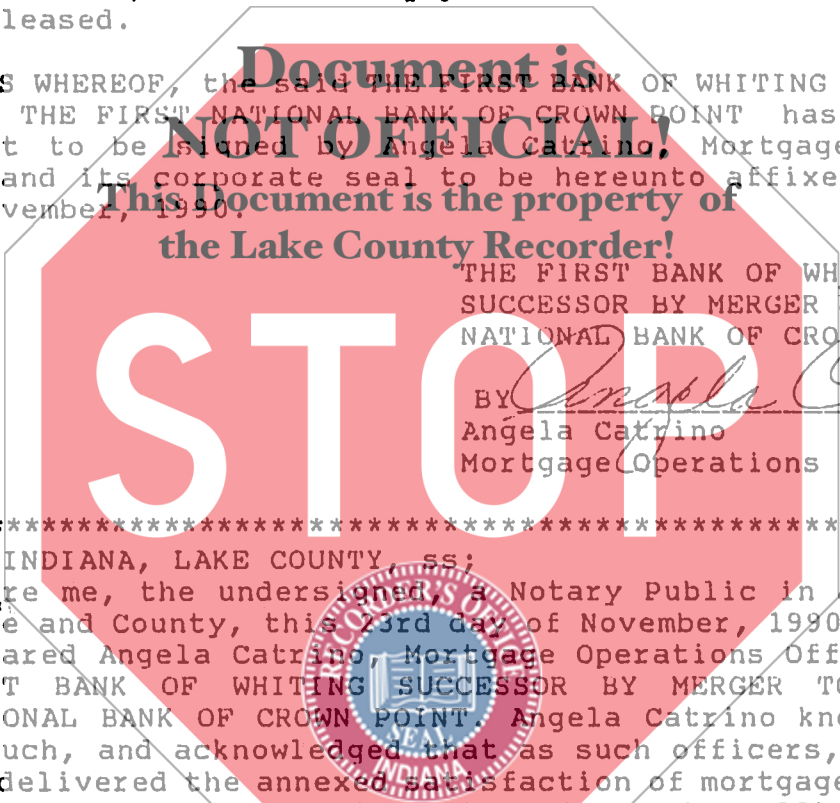 leased.
Document is
S WHEREOF, the said THE FIRST BANK OF WHITING
THE FIRST NATIONAL BANK OF CROWN POINT has
NOT OFFICIAL!
t to be signed by Angela Catrino, Mortgage
and its corporate seal to be hereunto affixe
This Document is the property of
vember, 1990.
the Lake County Recorder!
THE FIRST BANK OF WH
SUCCESSOR BY MERGER
NATIONAL BANK OF CRO
STOP
BY Angela C
Angela Catrino
Mortgage Operations
*************************************************
INDIANA, LAKE COUNTY, ss;
re me, the undersigned, a Notary Public in
e and County, this 23rd day of November, 1990
ared Angela Catrino, Mortgage Operations Off
T BANK OF WHITING SUCCESSOR BY MERGER TO
ONAL BANK OF CROWN POINT. Angela Catrino kn
uch, and acknowledged that as such officers,
delivered the annexed satisfaction of mortgage
RECORDER'S OFFICE
SEAL
INDIANA